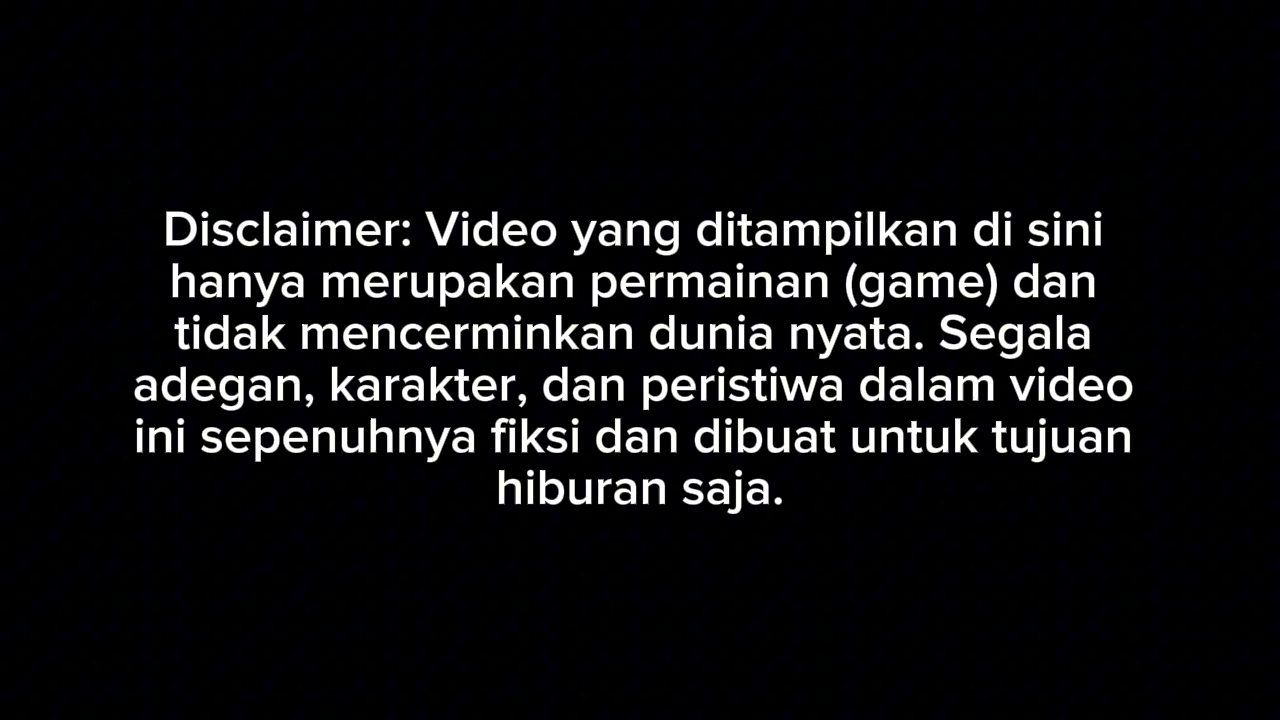 Disclaimer: Video yang ditampilkan di sini
hanya merupakan permainan (game) dan
tidak mencerminkan dunia nyata. Segala
adegan, karakter, dan peristiwa dalam video
ini sepenuhnya fiksi dan dibuat untuk tujuan
hiburan saja.